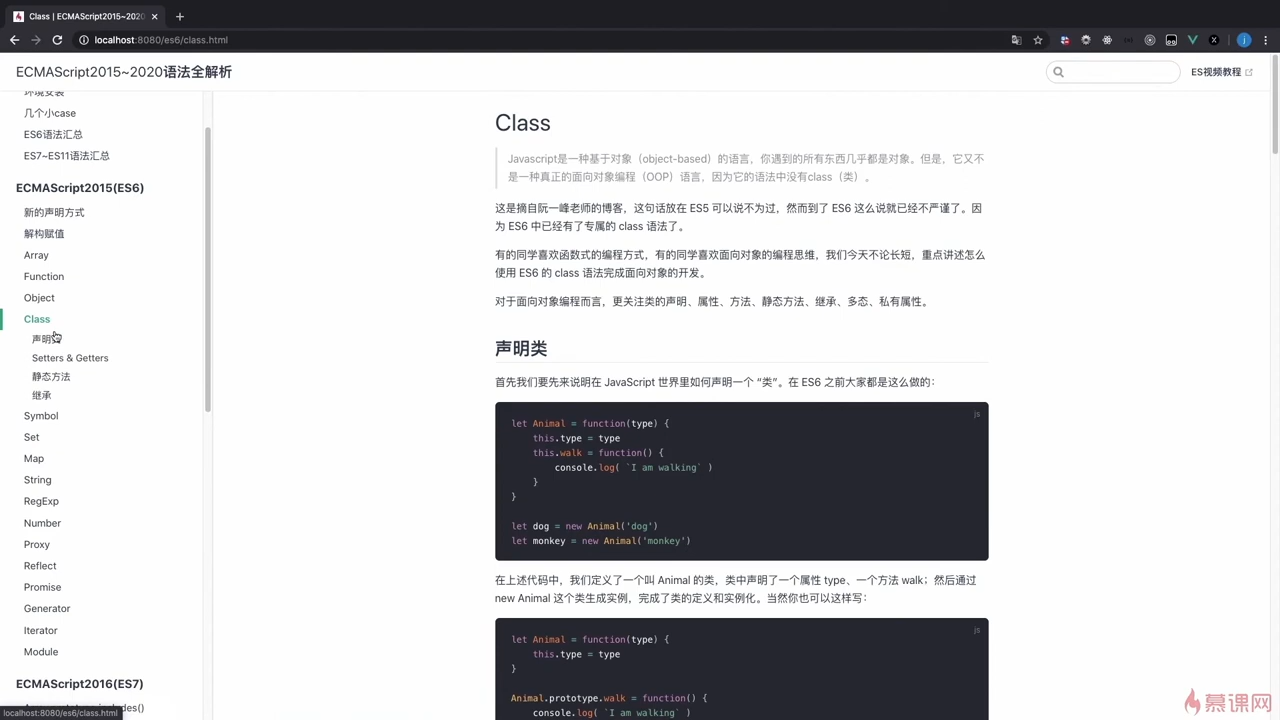 Class | ECMAScript2015~2020
localhost:8080/es6/class.html
ECMAScript2015~2020语法全解析
ES视频教程
环境安装
几个小case
ES6语法汇总
ES7~ES11语法汇总
ECMAScript2015(ES6)
新的声明方式
解构赋值
Array
Function
Object
Class
声明类
Setters & Getters
静态方法
继承
Symbol
Set
Map
String
RegExp
Number
Proxy
Reflect
Promise
Generator
Iterator
Module
ECMAScript2016(ES7)
localhost:8080/es6/class.html
Class
Javascript是一种基于对象（object-based）的语言，你遇到的所有东西几乎都是对象。但是，它又不
是一种真正的面向对象编程（OOP）语言，因为它的语法中没有class（类）。
这是摘自阮一峰老师的博客，这句话放在 ES5 可以说不为过，然而到了 ES6 这么说就已经不严谨了。因
为 ES6 中已经有了专属的 class 语法了。
有的同学喜欢函数式的编程方式，有的同学喜欢面向对象的编程思维，我们今天不论长短，重点讲述怎么
使用 ES6 的 class 语法完成面向对象的开发。
对于面向对象编程而言，更关注类的声明、属性、方法、静态方法、继承、多态、私有属性。
声明类
首先我们要先来说明在 JavaScript 世界里如何声明一个 “类”。在 ES6 之前大家都是这么做的：
js
let Animal = function(type) {
    this.type = type
    this.walk = function() {
        console.log( `I am walking` )
    }
}
let dog = new Animal('dog')
let monkey = new Animal('monkey')
在上述代码中，我们定义了一个叫 Animal 的类，类中声明了一个属性 type、一个方法 walk；然后通过
new Animal 这个类生成实例，完成了类的定义和实例化。当然你也可以这样写：
js
let Animal = function(type) {
    this.type = type
}
Animal.prototype.walk = function() {
    console.log( `I am walking` )
慕课网